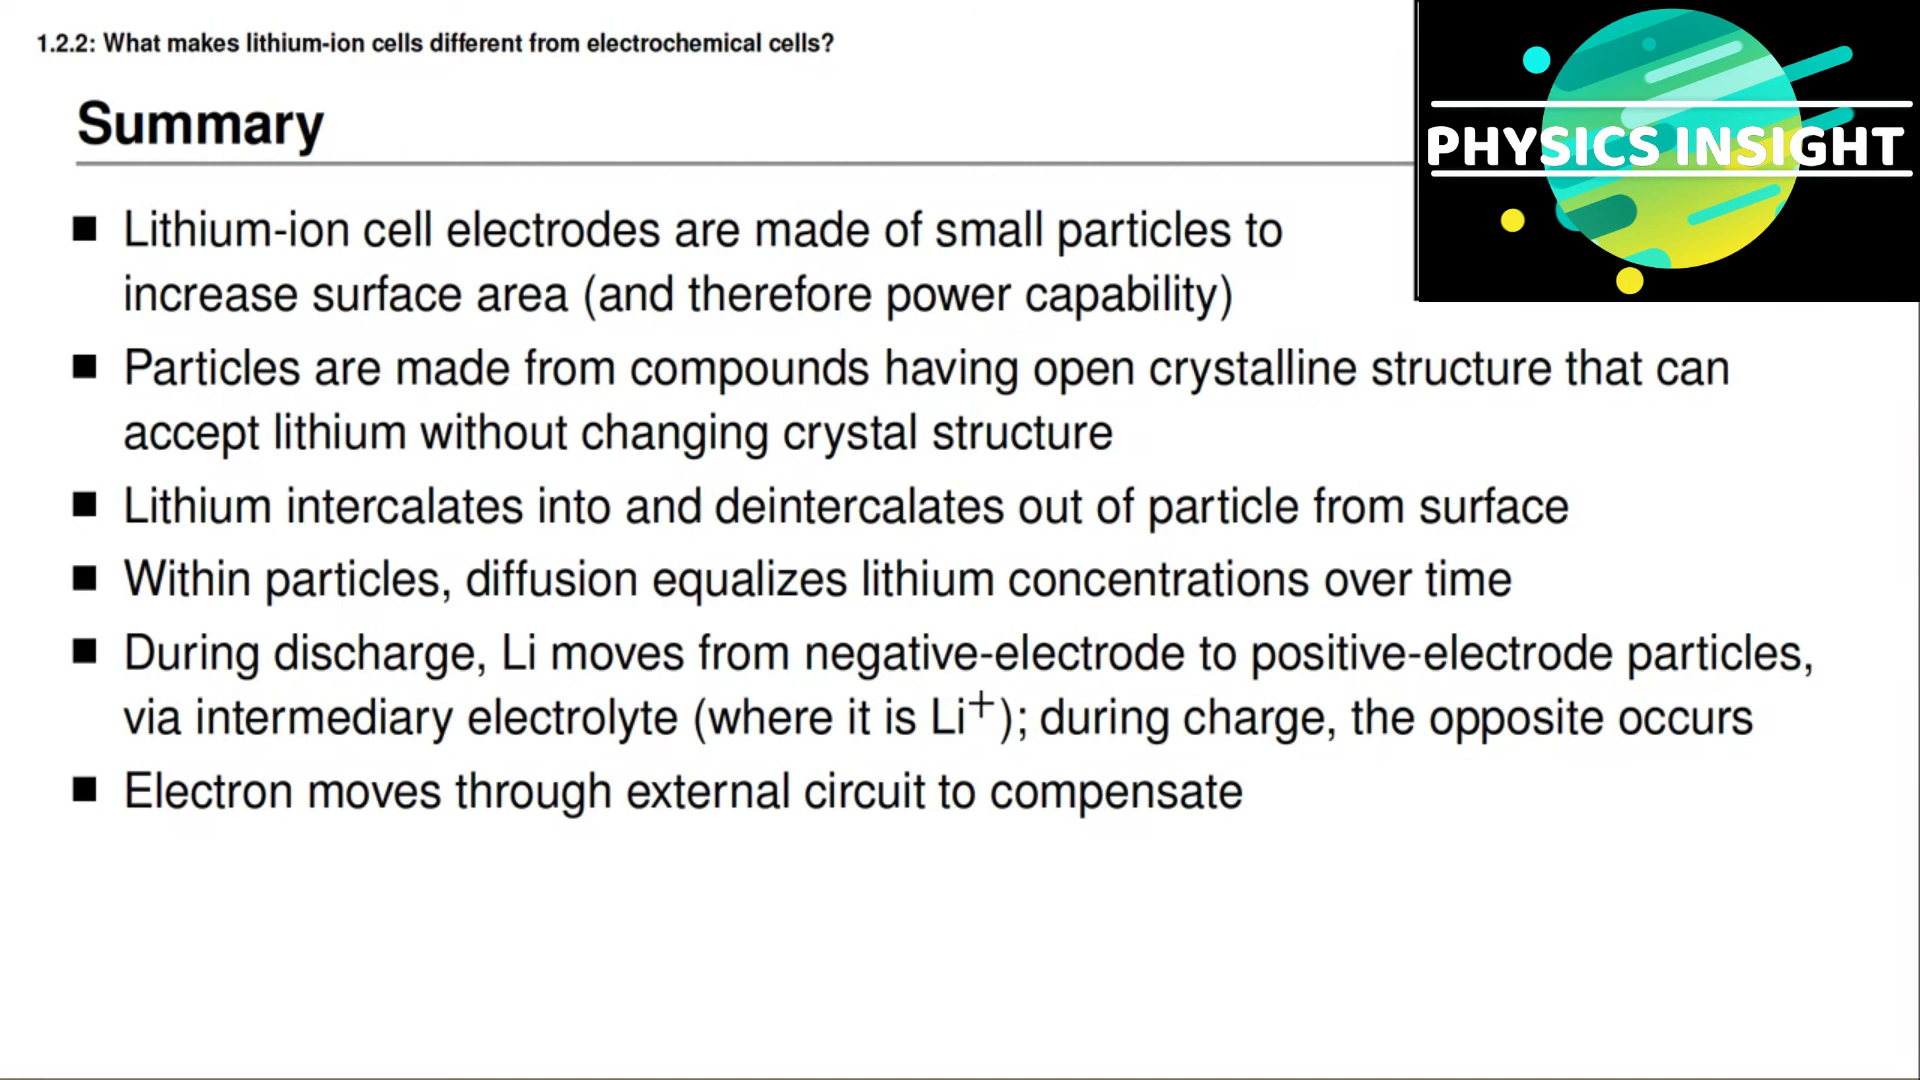 1.2.2: What makes lithium-ion cells different from electrochemical cells?
PHYSICS INSIGHT
Summary
■ Lithium-ion cell electrodes are made of small particles to
increase surface area (and therefore power capability)
■ Particles are made from compounds having open crystalline structure that can
accept lithium without changing crystal structure
■ Lithium intercalates into and deintercalates out of particle from surface
■ Within particles, diffusion equalizes lithium concentrations over time
■ During discharge, Li moves from negative-electrode to positive-electrode particles,
via intermediary electrolyte (where it is Li⁺); during charge, the opposite occurs
■ Electron moves through external circuit to compensate